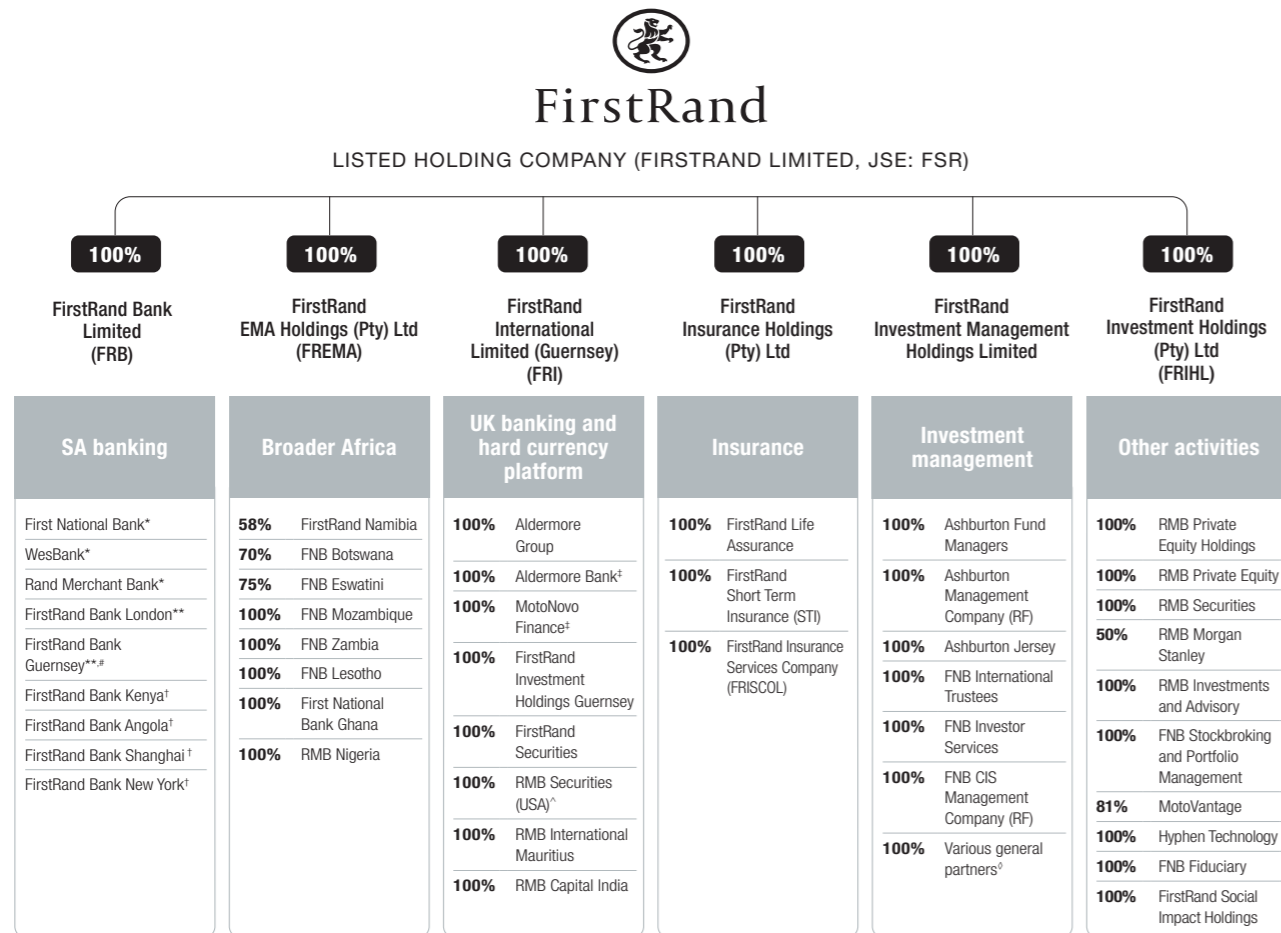 FirstRand
LISTED HOLDING COMPANY (FIRSTRAND LIMITED, JSE: FSR)
100%
FirstRand Bank
Limited
(FRB)
SA banking
First National Bank*
WesBank*
Rand Merchant Bank*
FirstRand Bank London**
FirstRand Bank
Guernsey**,#
FirstRand Bank Kenya†
FirstRand Bank Angola†
FirstRand Bank Shanghai †
FirstRand Bank New York†
100%
FirstRand
EMA Holdings (Pty) Ltd
(FREMA)
Broader Africa
58% FirstRand Namibia
70% FNB Botswana
75% FNB Eswatini
100% FNB Mozambique
100% FNB Zambia
100% FNB Lesotho
100% First National
Bank Ghana
100% RMB Nigeria
100%
FirstRand
International
Limited (Guernsey)
(FRI)
UK banking and
hard currency
platform
100% Aldermore
Group
100% Aldermore Bank‡
100% MotoNovo
Finance‡
100% FirstRand
Investment
Holdings Guernsey
100% FirstRand
Securities
100% RMB Securities
(USA)^
100% RMB International
Mauritius
100% RMB Capital India
100%
FirstRand
Insurance Holdings
(Pty) Ltd
Insurance
100% FirstRand Life
Assurance
100% FirstRand
Short Term
Insurance (STI)
100% FirstRand Insurance
Services Company
(FRISCOL)
100%
FirstRand
Investment Management
Holdings Limited
Investment
management
100% Ashburton Fund
Managers
100% Ashburton
Management
Company (RF)
100% Ashburton Jersey
100% FNB International
Trustees
100% FNB Investor
Services
100% FNB CIS
Management
Company (RF)
100% Various general
partners◊
100%
FirstRand
Investment Holdings
(Pty) Ltd
(FRIHL)
Other activities
100% RMB Private
Equity Holdings
100% RMB Private Equity
100% RMB Securities
50% RMB Morgan
Stanley
100% RMB Investments
and Advisory
100% FNB Stockbroking
and Portfolio
Management
81% MotoVantage
100% Hyphen Technology
100% FNB Fiduciary
100% FirstRand Social
Impact Holdings